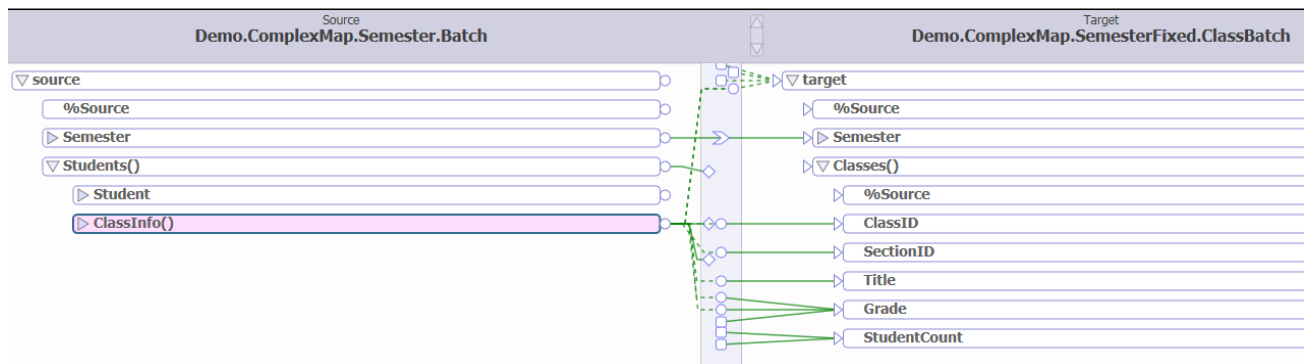 Source
Demo.ComplexMap.Semester.Batch
Target
Demo.ComplexMap.SemesterFixed.ClassBatch
source
target
%Source
%Source
Semester
Semester
Students()
Classes()
Student
%Source
ClassInfo()
ClassID
SectionID
Title
Grade
StudentCount